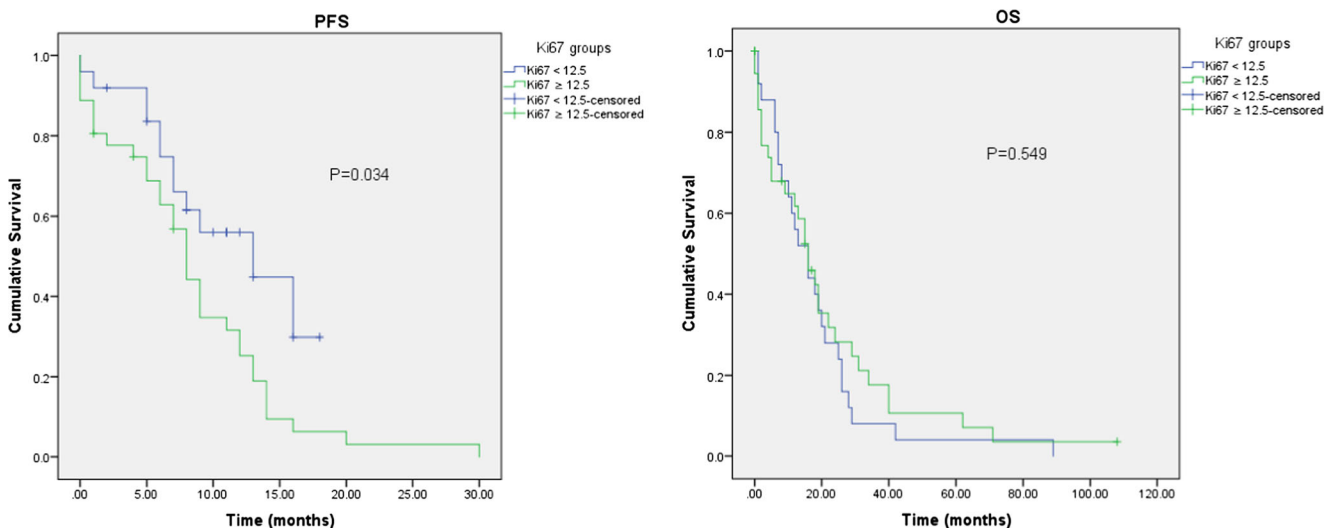 PFS
Ki67 groups
Ki67 < 12.5
Ki67 ≥ 12.5
Ki67 < 12.5-censored
Ki67 ≥ 12.5-censored
P=0.034
Cumulative Survival
1.0
0.8
0.6
0.4
0.2
0.0
.00 5.00 10.00 15.00 20.00 25.00 30.00
Time (months)
OS
Ki67 groups
Ki67 < 12.5
Ki67 ≥ 12.5
Ki67 < 12.5-censored
Ki67 ≥ 12.5-censored
P=0.549
Cumulative Survival
1.0
0.8
0.6
0.4
0.2
0.0
.00 20.00 40.00 60.00 80.00 100.00 120.00
Time (months)